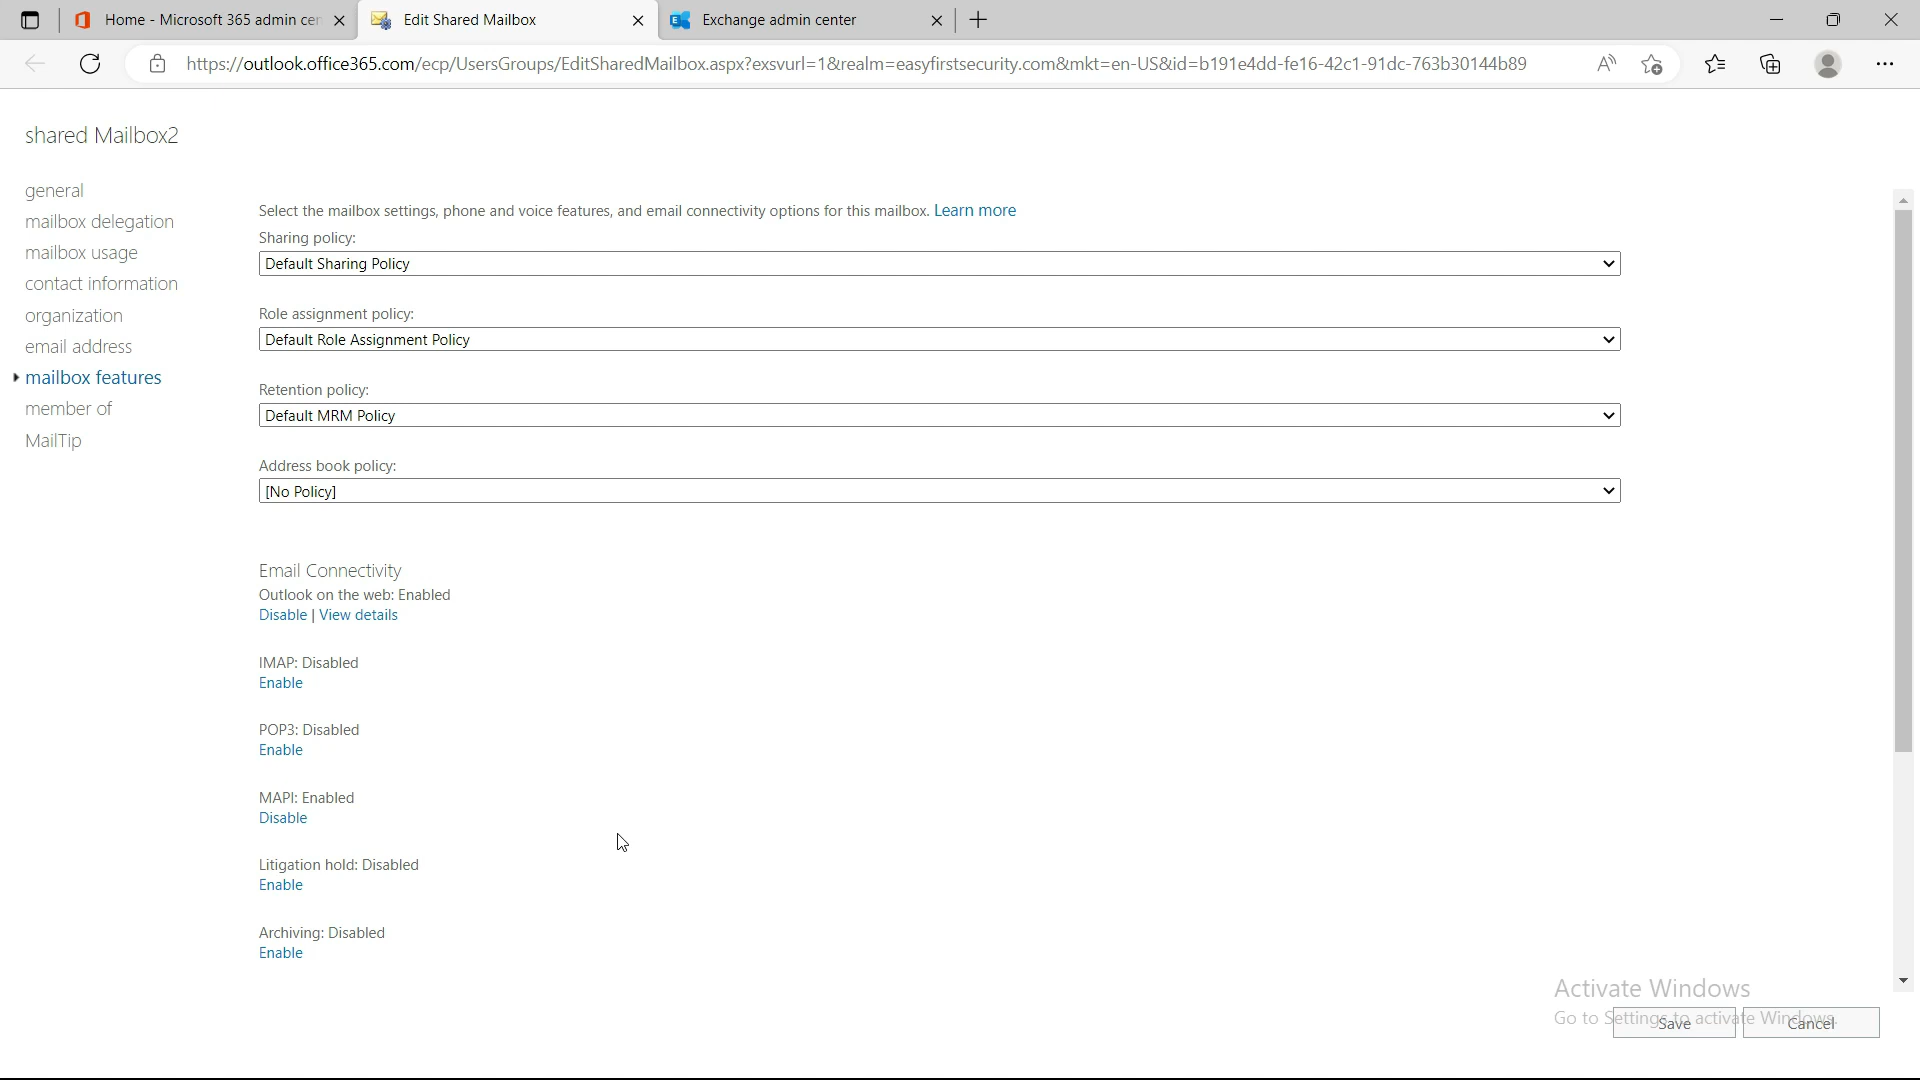 Home - Microsoft 365 admin cen
Edit Shared Mailbox
Exchange admin center
https://outlook.office365.com/ecp/UsersGroups/EditSharedMailbox.aspx?exsvurl=1&realm=easyfirstsecurity.com&mkt=en-US&id=b191e4dd-fe16-42c1-91dc-763b30144b89
shared Mailbox2
general
mailbox delegation
mailbox usage
contact information
organization
email address
mailbox features
member of
MailTip
Select the mailbox settings, phone and voice features, and email connectivity options for this mailbox. Learn more
Sharing policy:
Default Sharing Policy
Role assignment policy:
Default Role Assignment Policy
Retention policy:
Default MRM Policy
Address book policy:
[No Policy]
Email Connectivity
Outlook on the web: Enabled
Disable | View details
IMAP: Disabled
Enable
POP3: Disabled
Enable
MAPI: Enabled
Disable
Litigation hold: Disabled
Enable
Archiving: Disabled
Enable
Activate Windows
Go to Settings to activate Windows.
Save
Cancel